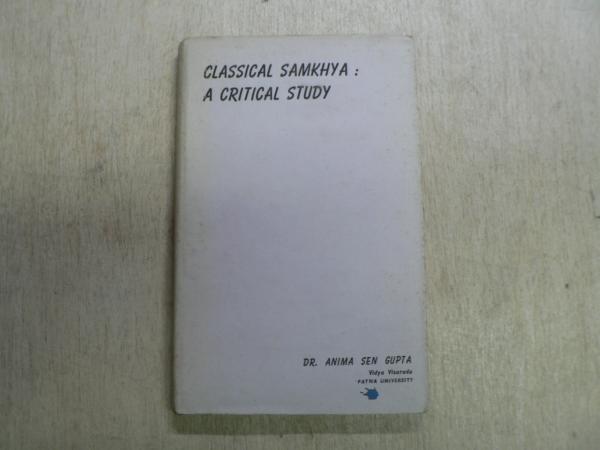 CLASSICAL SAMKHYA :
A CRITICAL STUDY
DR. ANIMA SEN GUPTA
Vidya Visarada
PATNA UNIVERSITY